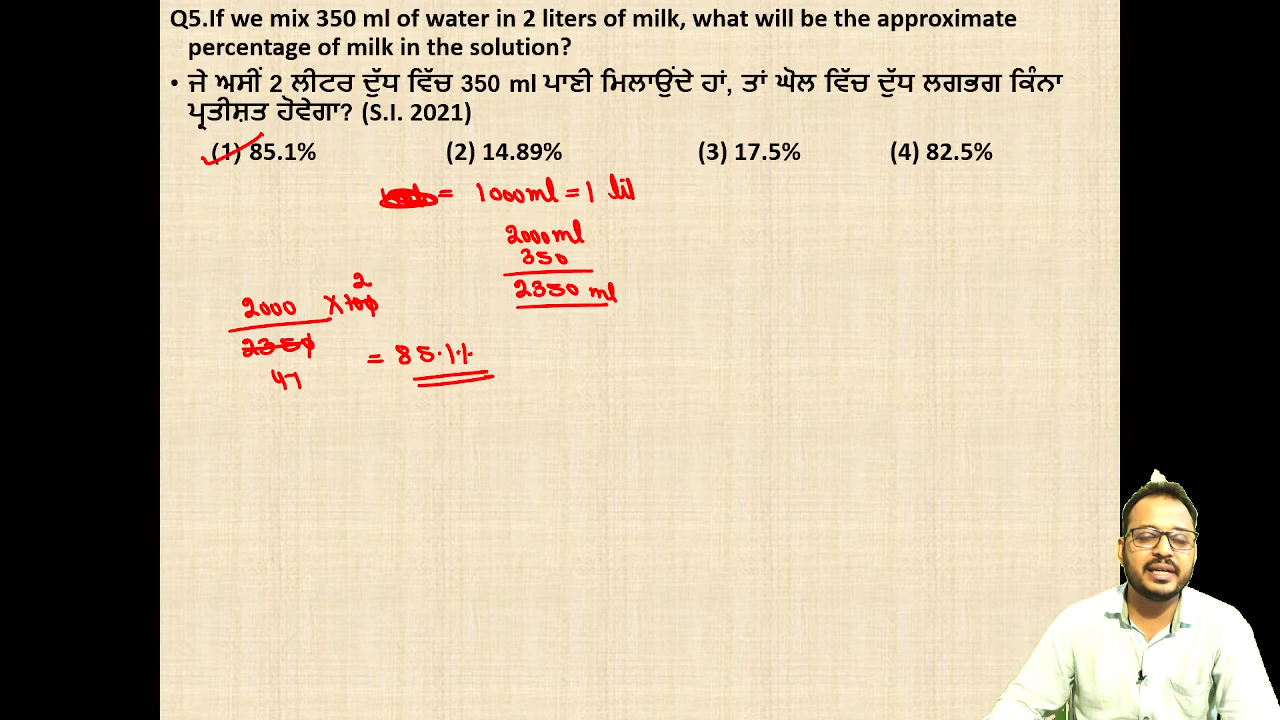 Q5.If we mix 350 ml of water in 2 liters of milk, what will be the approximate
percentage of milk in the solution?
• ਜੇ ਅਸੀਂ 2 ਲੀਟਰ ਦੁੱਧ ਵਿੱਚ 350 ml ਪਾਣੀ ਮਿਲਾਉਂਦੇ ਹਾਂ, ਤਾਂ ਘੋਲ ਵਿੱਚ ਦੁੱਧ ਲਗਭਗ ਕਿੰਨਾ
ਪ੍ਰਤੀਸ਼ਤ ਹੋਵੇਗਾ? (S.I. 2021)
(1) 85.1% (2) 14.89% (3) 17.5% (4) 82.5%
= 1000ml = 1 lit
2000ml
350
2350 ml
2
2000 x 100
2350
47
= 85.1%